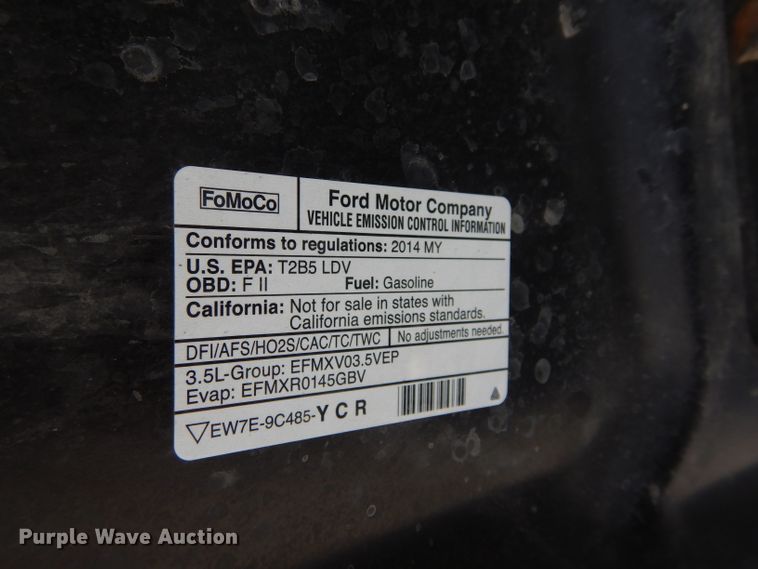 FoMoCo
Ford Motor Company
VEHICLE EMISSION CONTROL INFORMATION
Conforms to regulations: 2014 MY
U.S. EPA: T2B5 LDV
OBD: F II Fuel: Gasoline
California: Not for sale in states with
California emissions standards.
DFI/AFS/HO2S/CAC/TC/TWC No adjustments needed.
3.5L-Group: EFMXV03.5VEP
Evap: EFMXR0145GBV
EW7E-9C485-Y C R
Purple Wave Auction